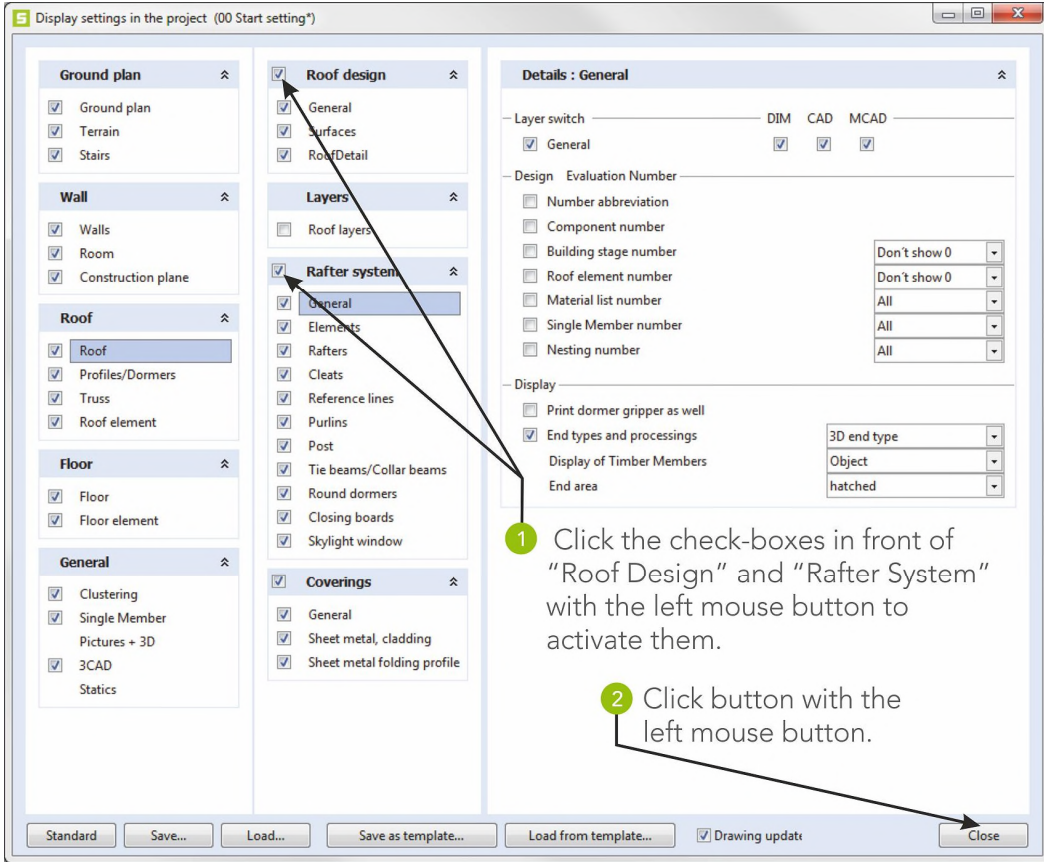 Display settings in the project (00 Start setting*)
Ground plan
Ground plan
Terrain
Stairs
Wall
Walls
Room
Construction plane
Roof
Roof
Profiles/Dormers
Truss
Roof element
Floor
Floor
Floor element
General
Clustering
Single Member
Pictures + 3D
3CAD
Statics
Roof design
General
Surfaces
RoofDetail
Layers
Roof layers
Rafter system
General
Elements
Rafters
Cleats
Reference lines
Purlins
Post
Tie beams/Collar beams
Round dormers
Closing boards
Skylight window
Coverings
General
Sheet metal, cladding
Sheet metal folding profile
Details : General
Layer switch DIM CAD MCAD
General
Design Evaluation Number
Number abbreviation
Component number
Building stage number Don´t show 0
Roof element number Don´t show 0
Material list number All
Single Member number All
Nesting number All
Display
Print dormer gripper as well
End types and processings 3D end type
Display of Timber Members Object
End area hatched
1 Click the check-boxes in front of
“Roof Design” and “Rafter System”
with the left mouse button to
activate them.
2 Click button with the
left mouse button.
Standard Save... Load... Save as template... Load from template... Drawing update Close